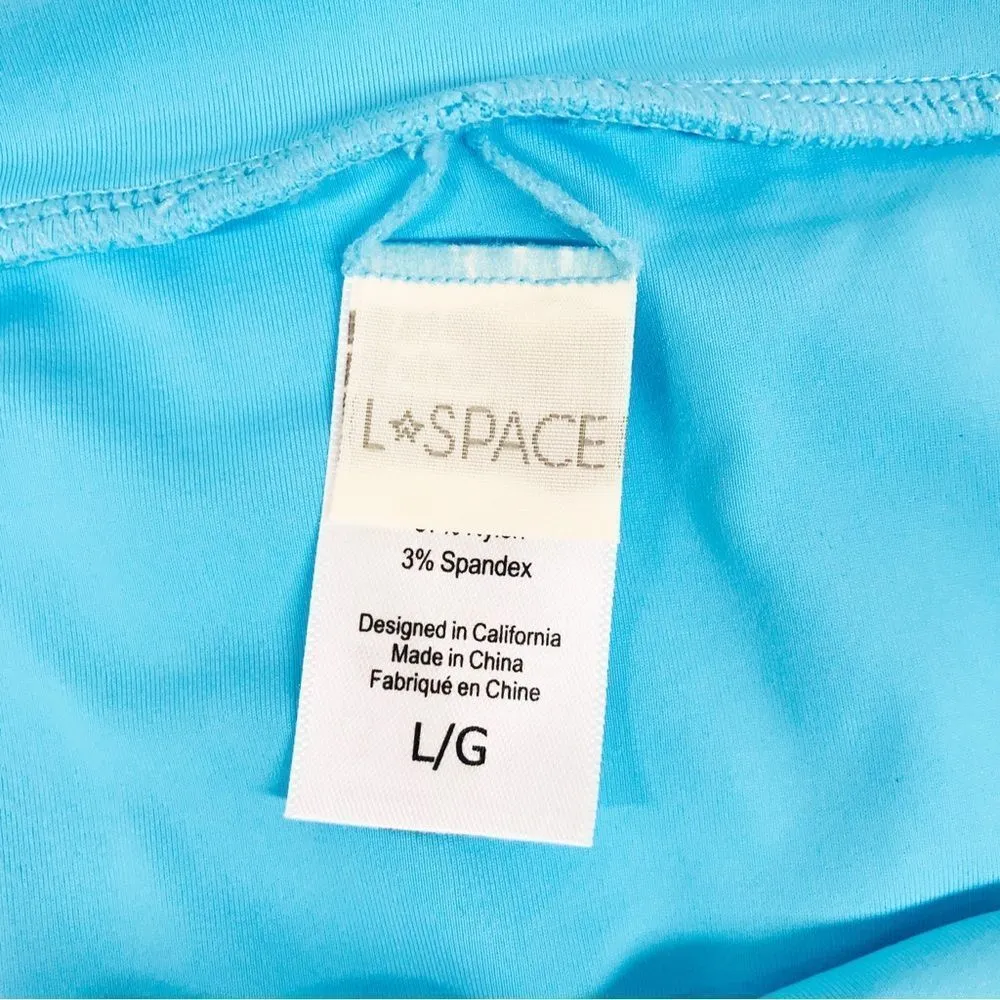 L☆SPACE
3% Spandex
Designed in California
Made in China
Fabriqué en Chine
L/G